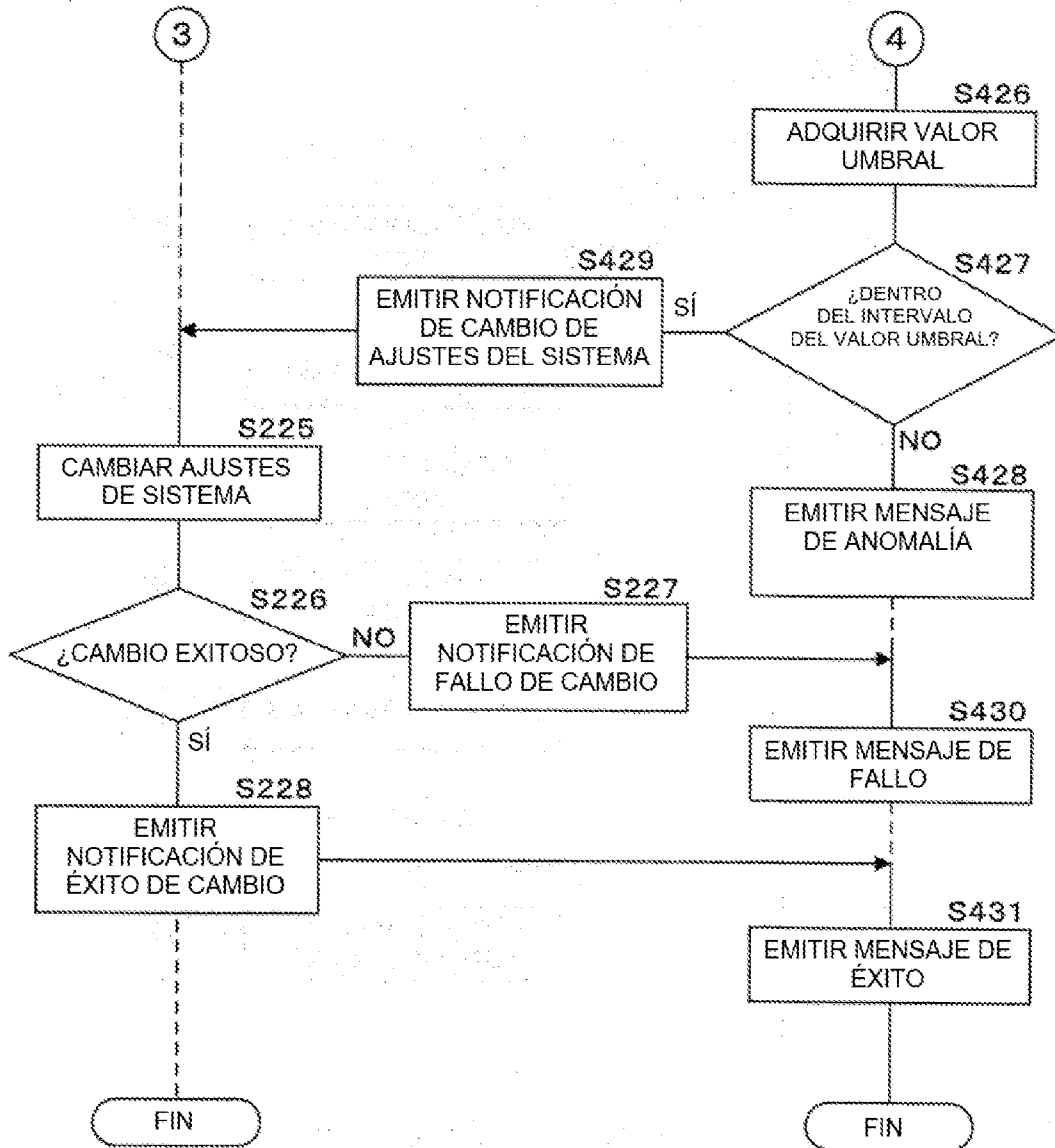 3
4
S426
ADQUIRIR VALOR
UMBRAL
S427
¿DENTRO
DEL INTERVALO
DEL VALOR UMBRAL?
SÍ
NO
S429
EMITIR NOTIFICACIÓN
DE CAMBIO DE
AJUSTES DEL SISTEMA
S225
CAMBIAR AJUSTES
DE SISTEMA
S428
EMITIR MENSAJE
DE ANOMALÍA
S226
¿CAMBIO EXITOSO?
NO
SÍ
S227
EMITIR
NOTIFICACIÓN DE
FALLO DE CAMBIO
S430
EMITIR MENSAJE DE
FALLO
S228
EMITIR
NOTIFICACIÓN DE
ÉXITO DE CAMBIO
S431
EMITIR MENSAJE DE
ÉXITO
FIN
FIN